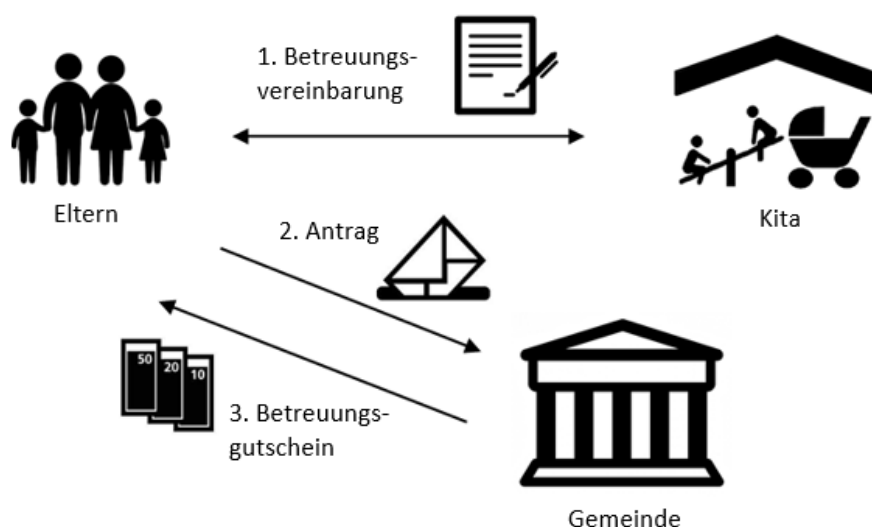 1. Betreuungs-
vereinbarung
Eltern
Kita
2. Antrag
50
20
10
3. Betreuungs-
gutschein
Gemeinde